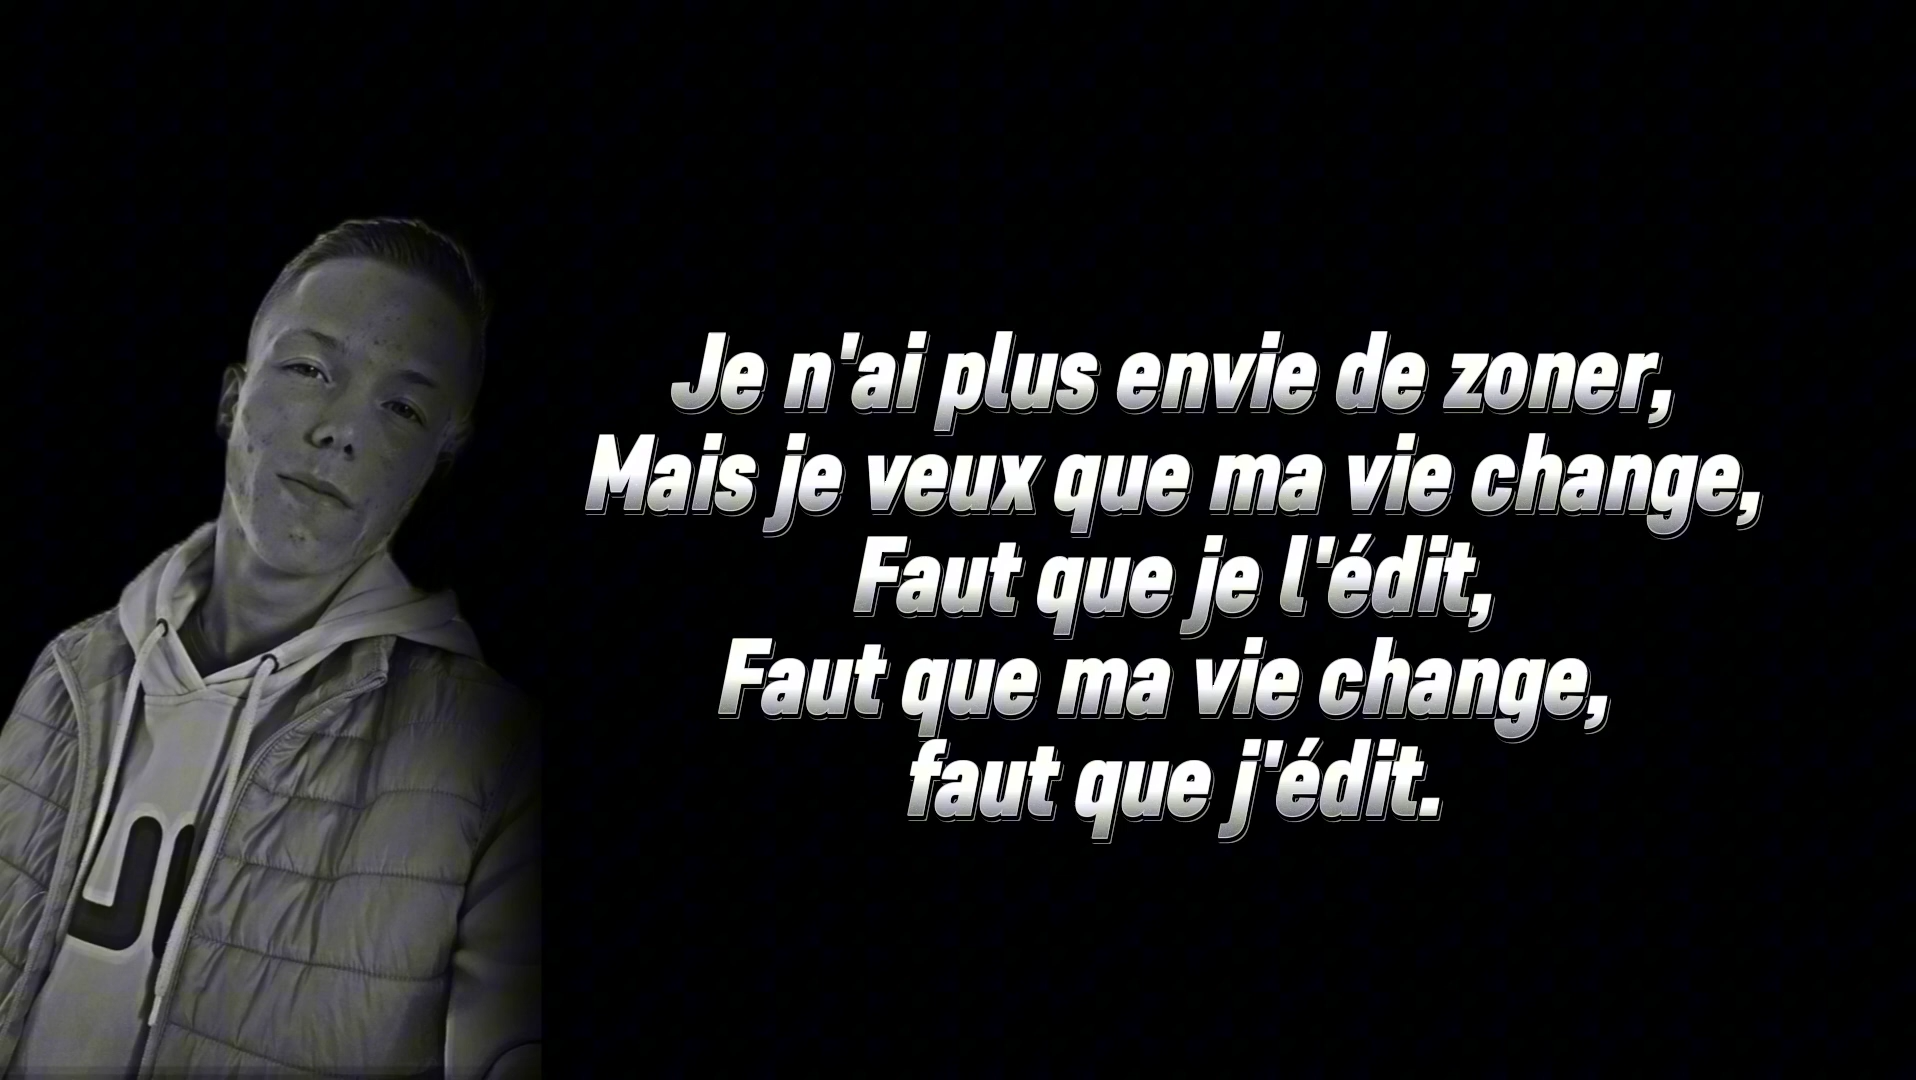 Je n'ai plus envie de zoner,
Mais je veux que ma vie change,
Faut que je l'édit,
Faut que ma vie change,
faut que j'édit.